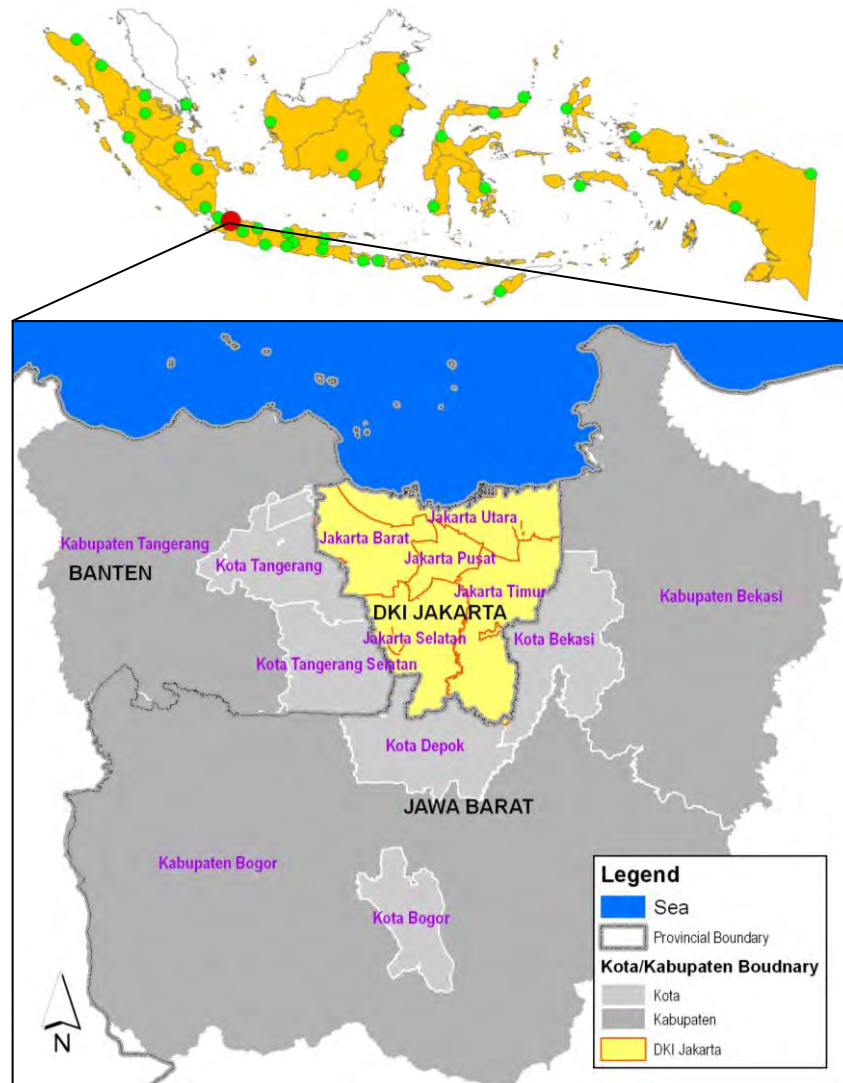 Jakarta Utara
Jakarta Barat
Kabupaten Tangerang
Kota Tangerang
Jakarta Pusat
BANTEN
Jakarta Timur
Kabupaten Bekasi
DKI JAKARTA
Jakarta Selatan
Kota Bekasi
Kota Tangerang Selatan
Kota Depok
JAWA BARAT
Kabupaten Bogor
Kota Bogor
N
Legend
Sea
Provincial Boundary
Kota/Kabupaten Boudnary
Kota
Kabupaten
DKI Jakarta